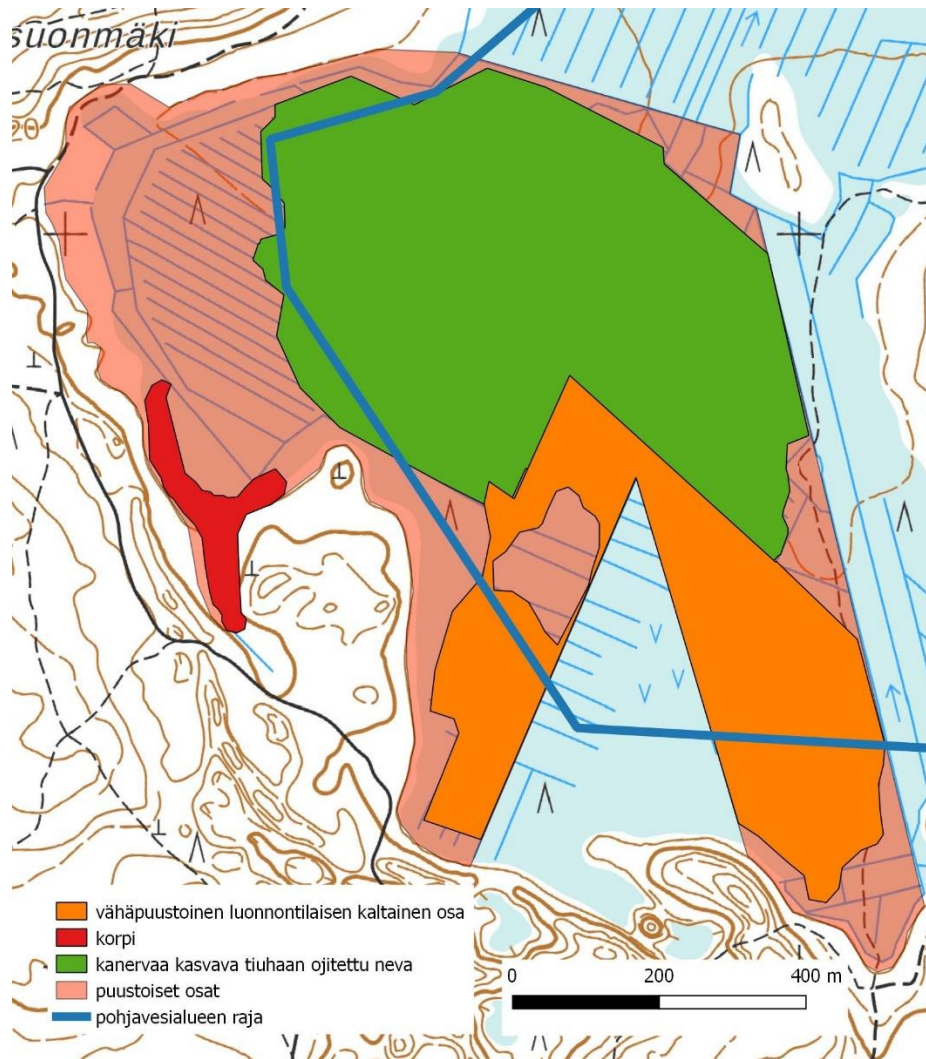 suonmäki
20
vähäpuustoinen luonnontilaisen kaltainen osa
korpi
kanervaa kasvava tiuhaan ojitettu neva
puustoiset osat
pohjavesialueen raja
0 200 400 m